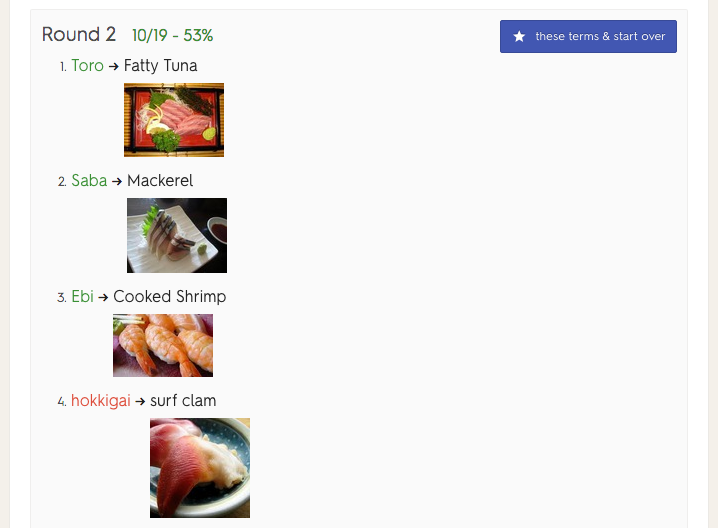 Round 2 10/19 - 53%
★ these terms & start over
1. Toro → Fatty Tuna
2. Saba → Mackerel
3. Ebi → Cooked Shrimp
4. hokkigai → surf clam